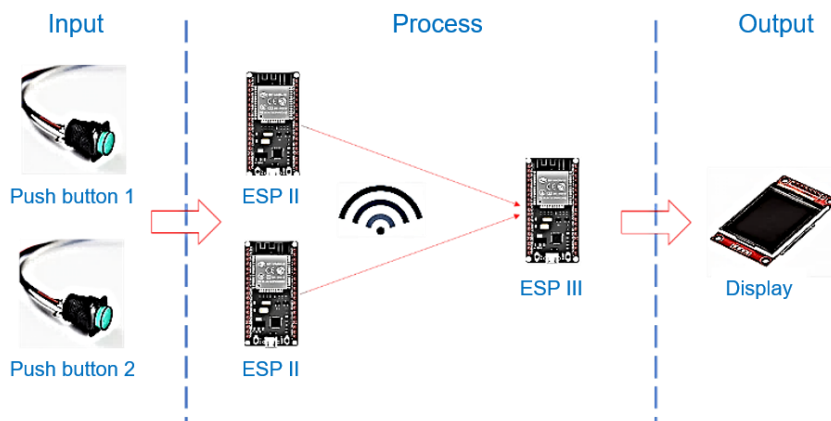 Input
Process
Output
Push button 1
ESP II
ESP III
Display
Push button 2
ESP II